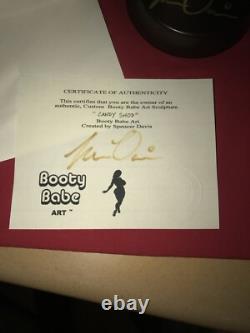 CERTIFICATE OF AUTHENTICITY
This certifies that you are the owner of an
authentic, Custom Booty Babe Art Sculpture.
"CANDY SHOP"
Booty Babe Art
Created by Spencer Davis
Booty
Babe
ART™